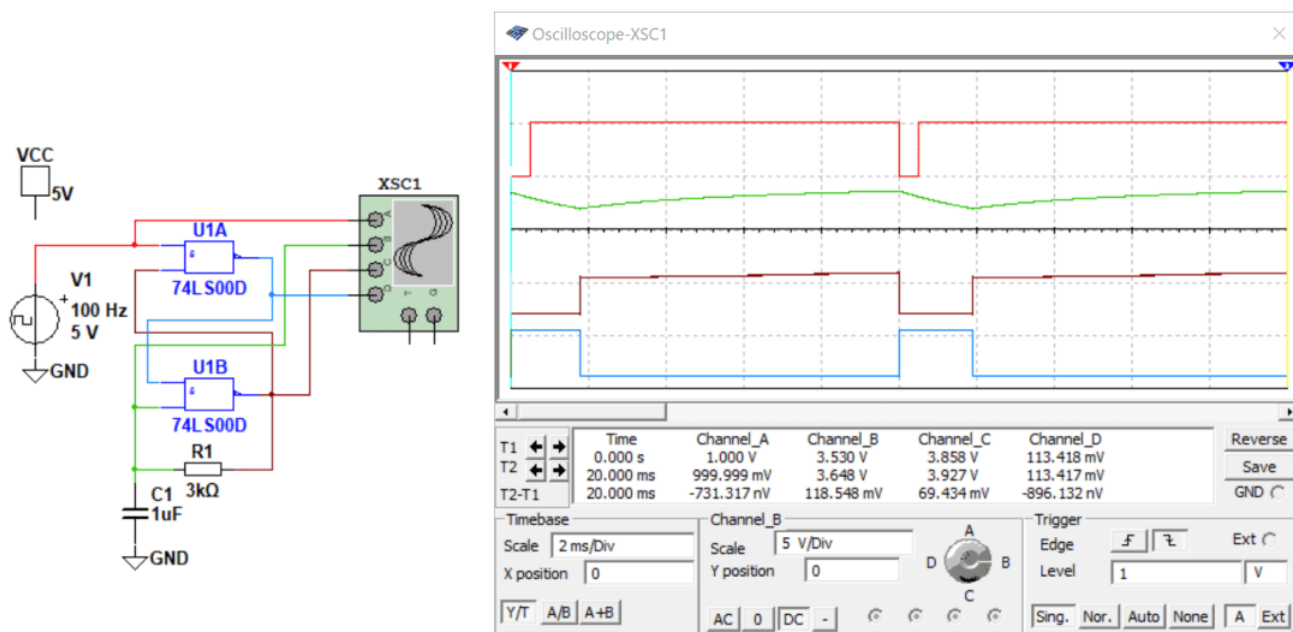 VCC
5V
V1
100 Hz
5 V
GND
U1A
74LS00D
U1B
74LS00D
R1
3kΩ
C1
1uF
GND
XSC1
A
B
C
D
T
G
Oscilloscope-XSC1
Time Channel_A Channel_B Channel_C Channel_D
T1 0.000 s 1.000 V 3.530 V 3.858 V 113.418 mV
T2 20.000 ms 999.999 mV 3.648 V 3.927 V 113.417 mV
T2-T1 20.000 ms -731.317 nV 118.548 mV 69.434 mV -896.132 nV
Reverse
Save
GND
Timebase
Scale 2 ms/Div
X position 0
Y/T A/B A+B
Channel_B
Scale 5 V/Div
Y position 0
AC 0 DC -
A
D B
C
Trigger
Edge Ext
Level 1 V
Sing. Nor. Auto None A Ext